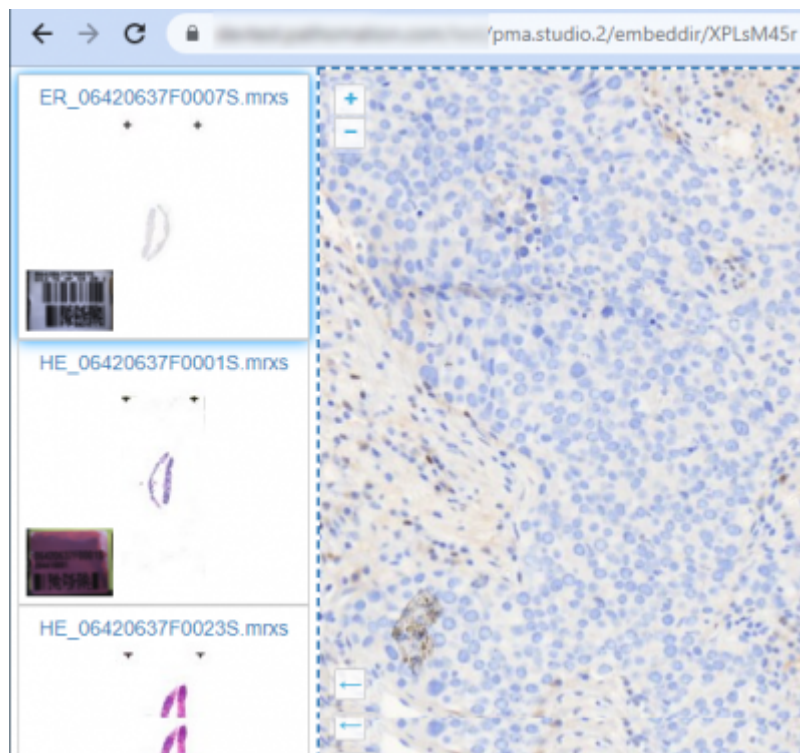 /pma.studio.2/embeddir/XPLsM45r
ER_06420637F0007S.mrxs
+
−
HE_06420637F0001S.mrxs
HE_06420637F0023S.mrxs